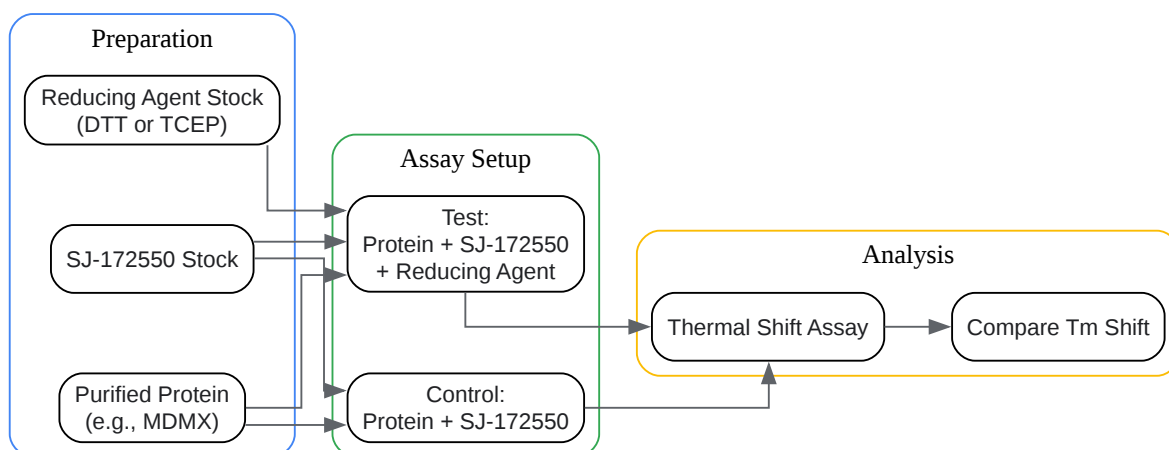 Preparation
Reducing Agent Stock
(DTT or TCEP)
SJ-172550 Stock
Purified Protein
(e.g., MDMX)
Assay Setup
Test:
Protein + SJ-172550
+ Reducing Agent
Control:
Protein + SJ-172550
Analysis
Thermal Shift Assay
Compare Tm Shift